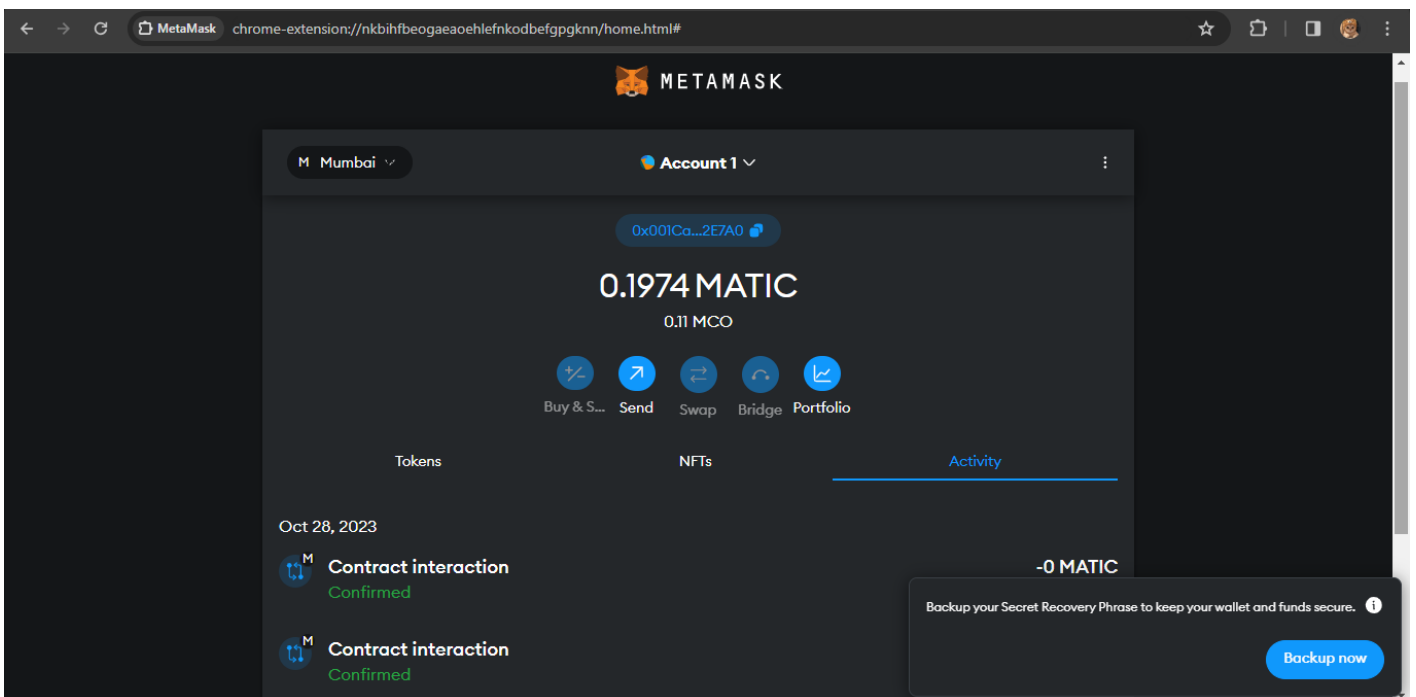 MetaMask chrome-extension://nkbihfbeogaeaoehlefnkodbefgpgknn/home.html#
METAMASK
M Mumbai Account 1
0x001Ca...2E7A0
0.1974 MATIC
0.11 MCO
Buy & S... Send Swap Bridge Portfolio
Tokens NFTs Activity
Oct 28, 2023
M
Contract interaction -0 MATIC
Confirmed
Backup your Secret Recovery Phrase to keep your wallet and funds secure.
M
Contract interaction
Backup now
Confirmed